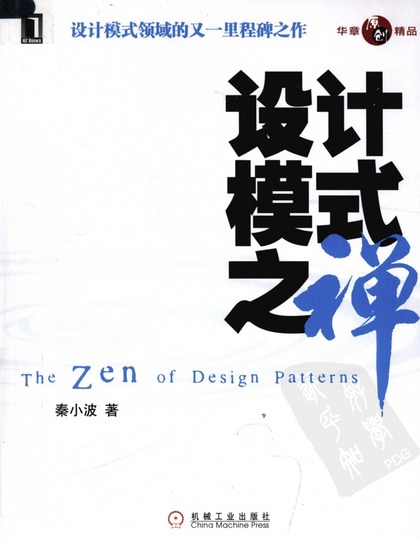 设计模式领域的又一里程碑之作
华章 原创 精品
设计
模式
之禅
The Zen of Design Patterns
秦小波 著
PDG
机械工业出版社
China Machine Press